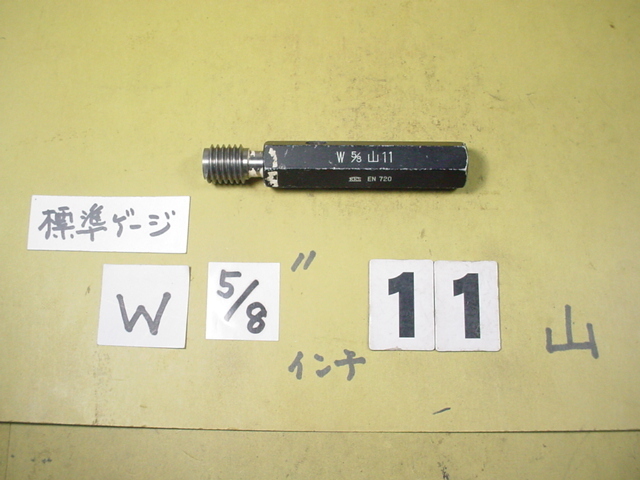 W 5/8 山11
EN 720
標準ゲージ
W 5/8 " 11 山
インチ